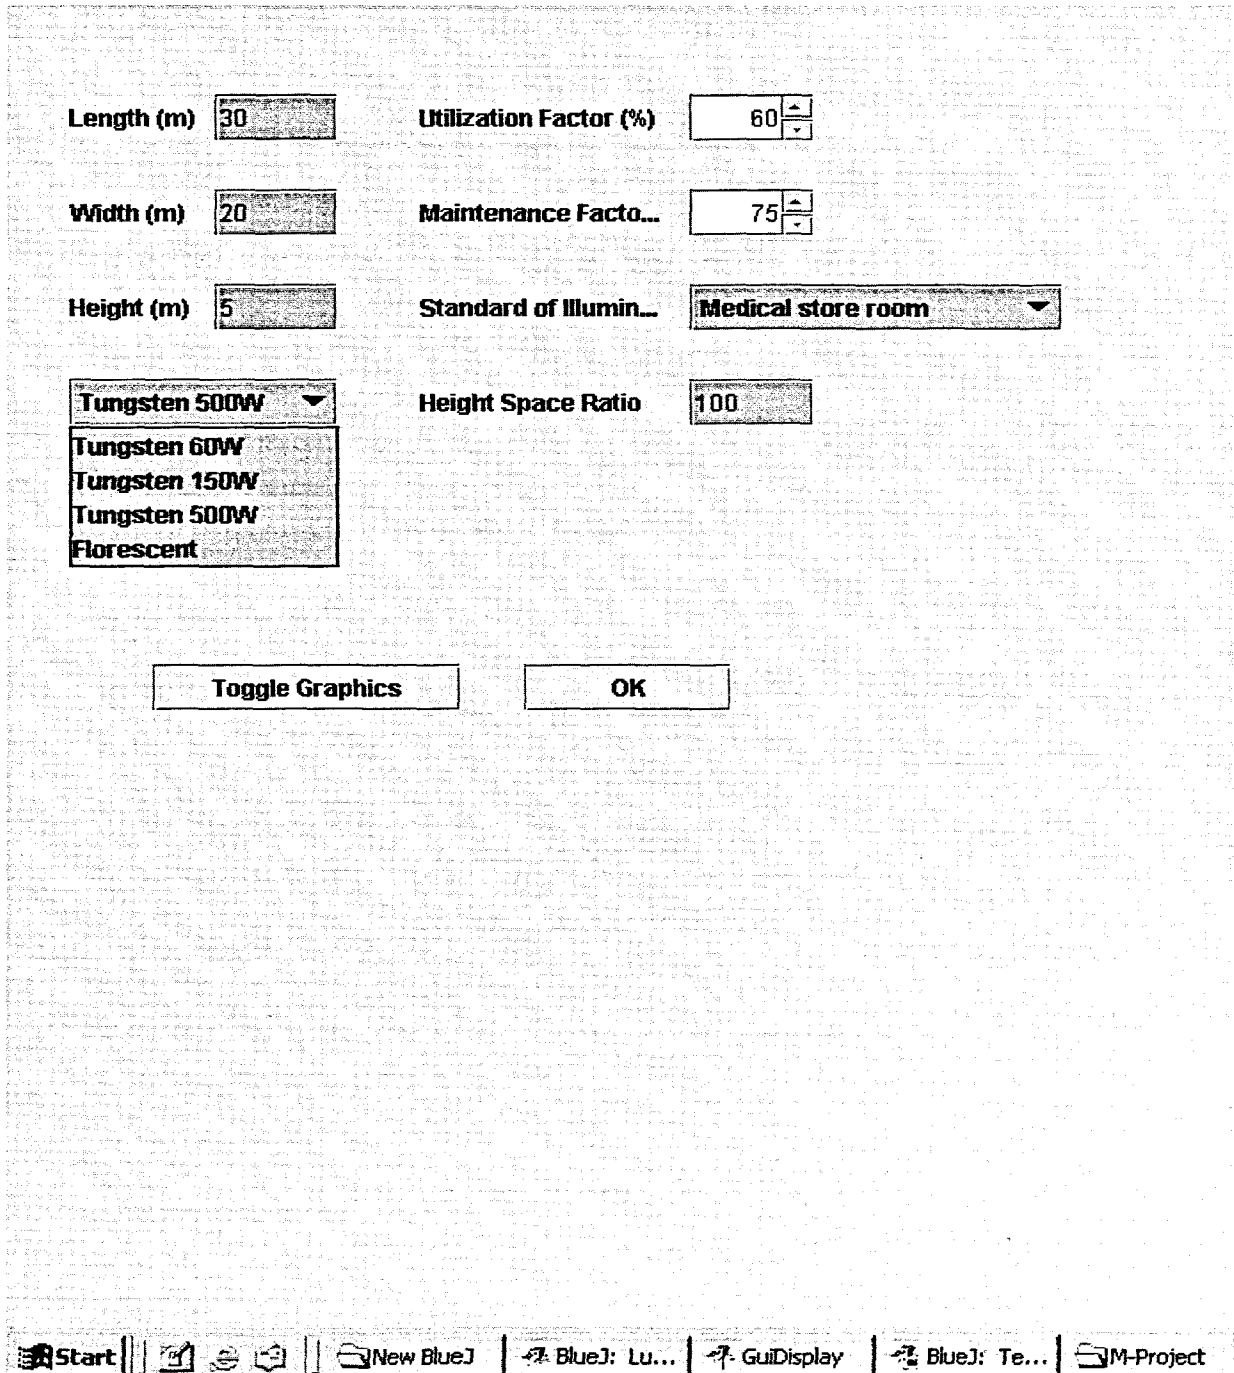 Length (m) 30 Utilization Factor (%) 60
Width (m) 20 Maintenance Facto... 75
Height (m) 5 Standard of Illumin... Medical store room
Tungsten 500W Height Space Ratio 100
Tungsten 60W
Tungsten 150W
Tungsten 500W
Florescent
Toggle Graphics OK
Start New BlueJ BlueJ: Lu... GuiDisplay BlueJ: Te... M-Project